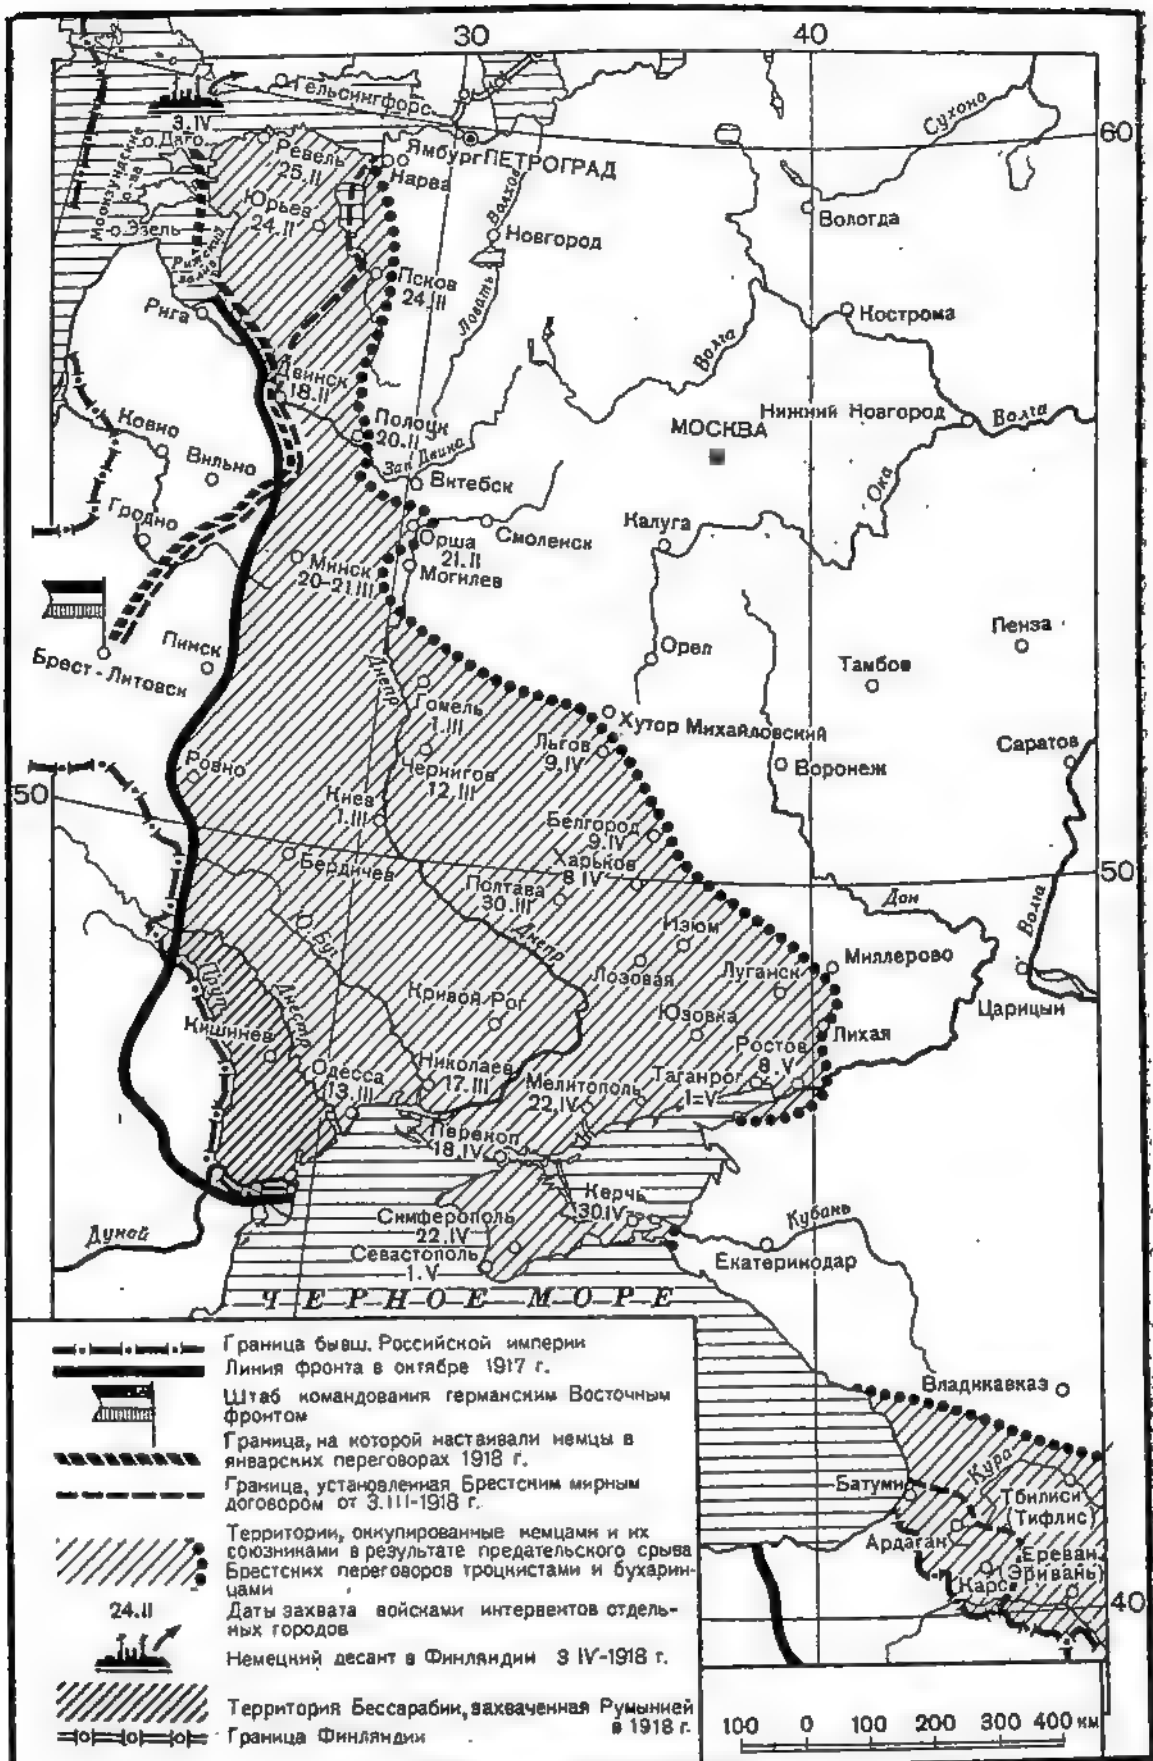 30
40
Гельсингфорс
3.IV
Даго
Моонзундские
о-ва
Сухона
60
Ревель
25.II
Ямбург
ПЕТРОГРАД
Нарва
Юрьев
24.II
Волхов
Вологда
Эзель
Новгород
Рижский
залив
Псков
24.II
Ловать
Рига
Кострома
Волга
Двинск
18.II
Нижний Новгород
Волга
Полоцк
20.II
МОСКВА
Ковно
Вильно
Зап Двина
Витебск
Ока
Гродно
Орша
21.II
Смоленск
Калуга
Минск
20-21.III
Могилев
Пинск
Брест-Литовск
Орел
Пенза
Тамбов
Днепр
Гомель
1.III
Хутор Михайловский
Льгов
9.IV
Саратов
Воронеж
Ровно
Чернигов
12.III
50
Киев
1.III
Белгород
9.IV
Бердичев
Харьков
8 IV
50
Полтава
30.III
Дон
Волга
Буг
Днепр
Изюм
Миллерово
Лозовая
Луганск
Прут
Днестр
Кривой Рог
Царицын
Кишинев
Юзовка
Лихая
Ростов
8.V
Одесса
13.III
Николаев
17.III
Мелитополь
22.IV
Таганрог
1=V
Перекоп
18.IV
Керчь
30.IV
Кубань
Дунай
Симферополь
22.IV
Екатеринодар
Севастополь
1.V
ЧЕРНОЕ МОРЕ
Владикавказ
Батуми
Кура
Тбилиси
(Тифлис)
Ардаган
Ереван
(Эривань)
Карс
40
Граница бывш. Российской империи
Линия фронта в октябре 1917 г.
Штаб командования германским Восточным
фронтом
Граница, на которой настаивали немцы в
январских переговорах 1918 г.
Граница, установленная Брестским мирным
договором от 3.III-1918 г.
Территории, оккупированные немцами и их
союзниками в результате предательского срыва
Брестских переговоров троцкистами и бухарин-
цами
24.II
Даты захвата войсками интервентов отдель-
ных городов
Немецкий десант в Финляндии 3 IV-1918 г.
Территория Бессарабии, захваченная Румынией
в 1918 г.
Граница Финляндии
100 0 100 200 300 400 км